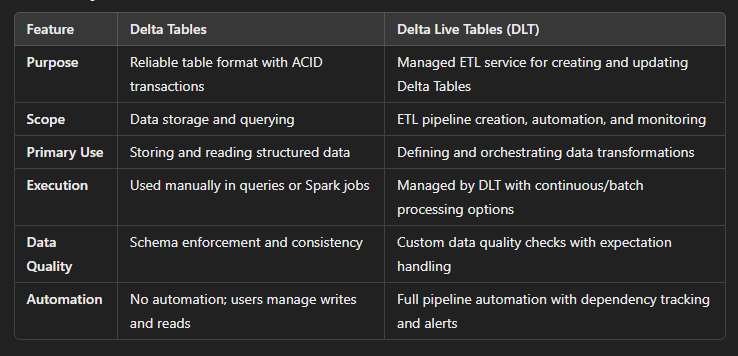 Feature Delta Tables Delta Live Tables (DLT)
Purpose Reliable table format with ACID Managed ETL service for creating and updating
transactions Delta Tables
Scope Data storage and querying ETL pipeline creation, automation, and monitoring
Primary Use Storing and reading structured data Defining and orchestrating data transformations
Execution Used manually in queries or Spark jobs Managed by DLT with continuous/batch
processing options
Data Schema enforcement and consistency Custom data quality checks with expectation
Quality handling
Automation No automation; users manage writes Full pipeline automation with dependency tracking
and reads and alerts